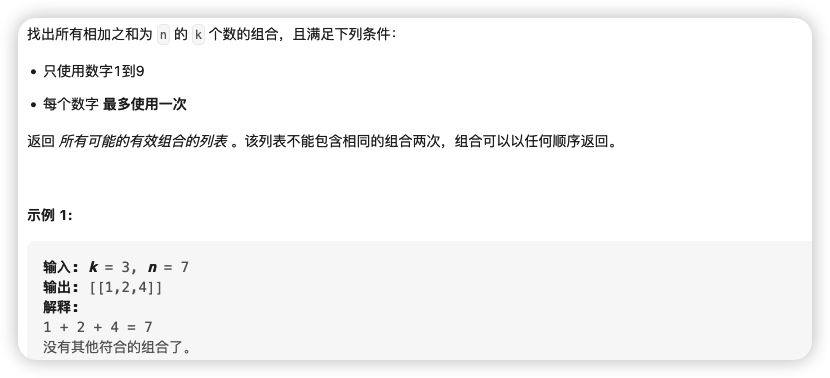 找出所有相加之和为 n 的 k 个数的组合，且满足下列条件：
• 只使用数字1到9
• 每个数字 最多使用一次
返回 所有可能的有效组合的列表 。该列表不能包含相同的组合两次，组合可以以任何顺序返回。
示例 1:
输入: k = 3, n = 7
输出: [[1,2,4]]
解释:
1 + 2 + 4 = 7
没有其他符合的组合了。